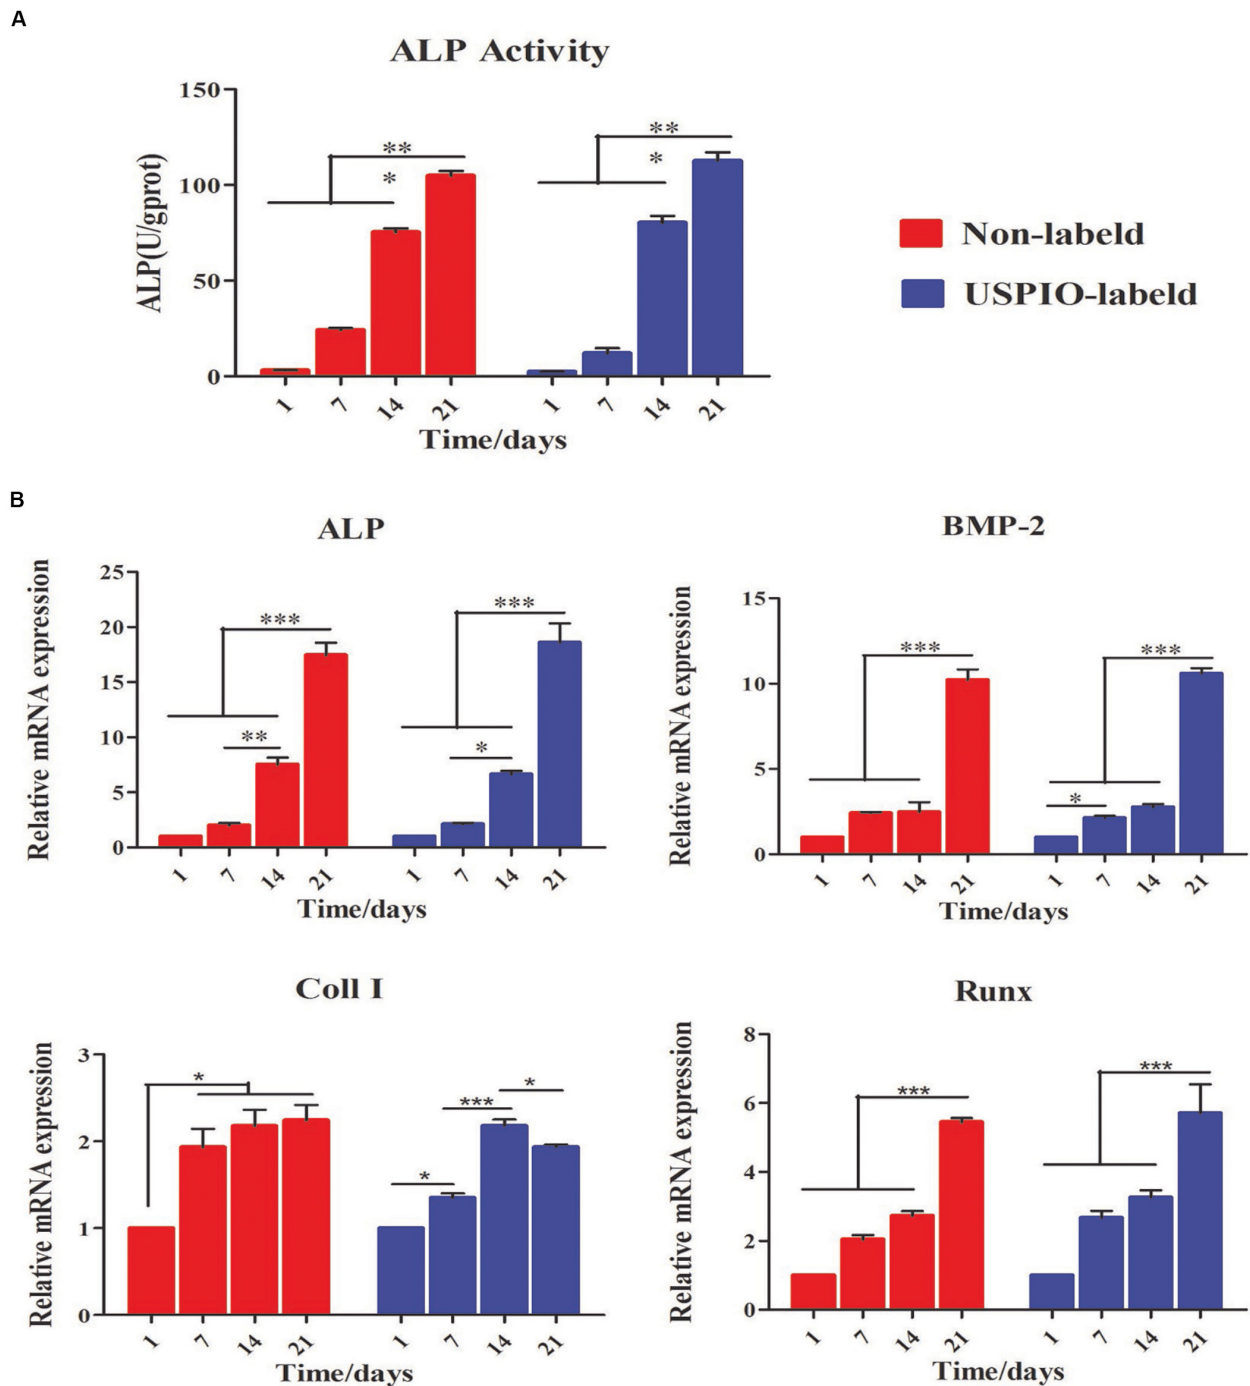 A
ALP Activity
ALP(U/gprot)
150
100
50
0
**
*
**
*
1 7 14 21 1 7 14 21
Time/days
Non-labeld
USPIO-labeld
B
ALP
Relative mRNA expression
25
20
15
10
5
0
***
**
***
*
1 7 14 21 1 7 14 21
Time/days
BMP-2
Relative mRNA expression
15
10
5
0
***
***
*
1 7 14 21 1 7 14 21
Time/days
Coll I
Relative mRNA expression
3
2
1
0
*
*
***
*
1 7 14 21 1 7 14 21
Time/days
Runx
Relative mRNA expression
8
6
4
2
0
***
***
1 7 14 21 1 7 14 21
Time/days